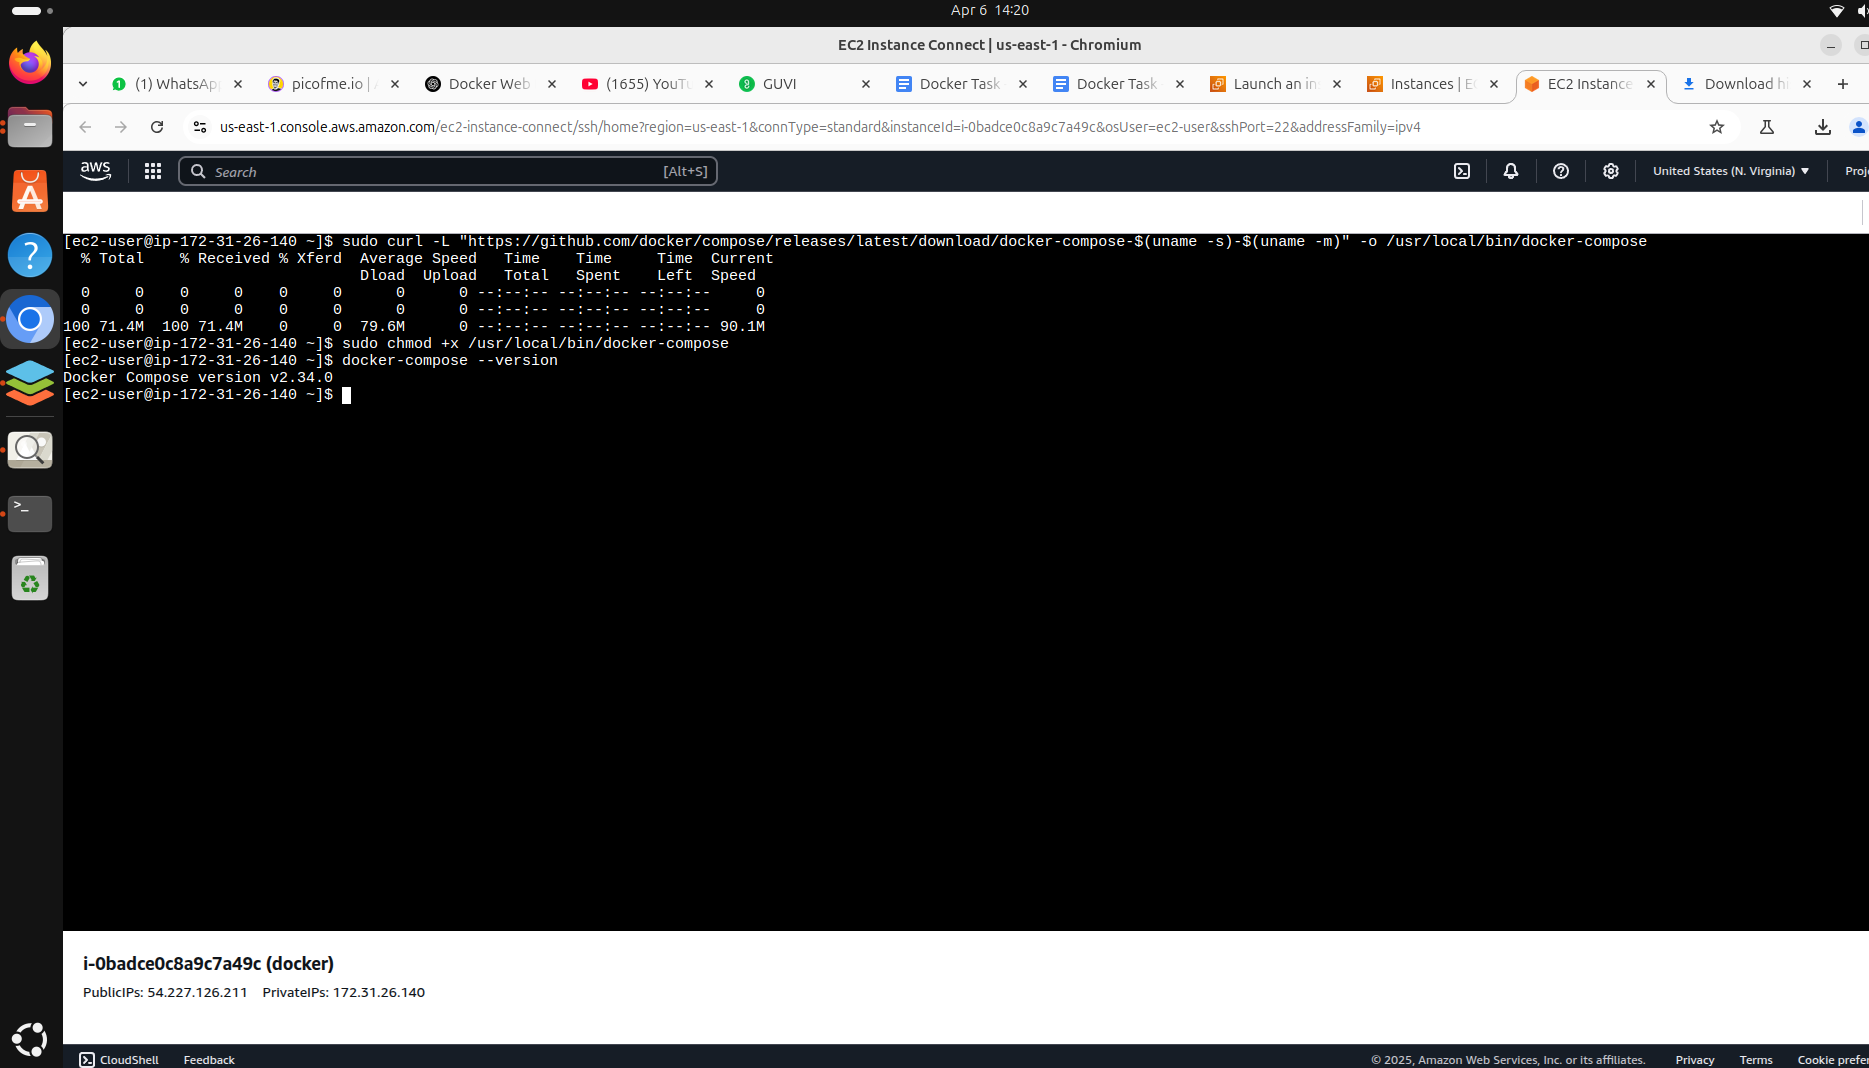 Apr 6 14:20
EC2 Instance Connect | us-east-1 - Chromium
(1) WhatsApp
picofme.io |
Docker Web
(1655) YouTu
GUVI
Docker Task
Docker Task
Launch an in
Instances | EC
EC2 Instance
Download hi
us-east-1.console.aws.amazon.com/ec2-instance-connect/ssh/home?region=us-east-1&connType=standard&instanceId=i-0badce0c8a9c7a49c&osUser=ec2-user&sshPort=22&addressFamily=ipv4
aws
Search [Alt+S]
United States (N. Virginia)
Proj
[ec2-user@ip-172-31-26-140 ~]$ sudo curl -L "https://github.com/docker/compose/releases/latest/download/docker-compose-$(uname -s)-$(uname -m)" -o /usr/local/bin/docker-compose
  % Total    % Received % Xferd  Average Speed   Time    Time     Time  Current
                                 Dload  Upload   Total   Spent    Left  Speed
  0     0    0     0    0     0      0      0 --:--:-- --:--:-- --:--:--     0
  0     0    0     0    0     0      0      0 --:--:-- --:--:-- --:--:--     0
100 71.4M  100 71.4M    0     0  79.6M      0 --:--:-- --:--:-- --:--:-- 90.1M
[ec2-user@ip-172-31-26-140 ~]$ sudo chmod +x /usr/local/bin/docker-compose
[ec2-user@ip-172-31-26-140 ~]$ docker-compose --version
Docker Compose version v2.34.0
[ec2-user@ip-172-31-26-140 ~]$
i-0badce0c8a9c7a49c (docker)
PublicIPs: 54.227.126.211 PrivateIPs: 172.31.26.140
CloudShell Feedback © 2025, Amazon Web Services, Inc. or its affiliates. Privacy Terms Cookie prefer